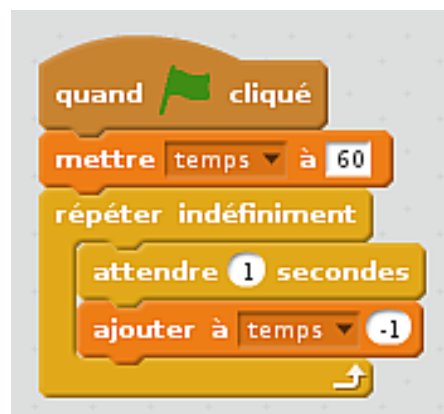 quand cliqué
mettre temps à 60
répéter indéfiniment
attendre 1 secondes
ajouter à temps -1